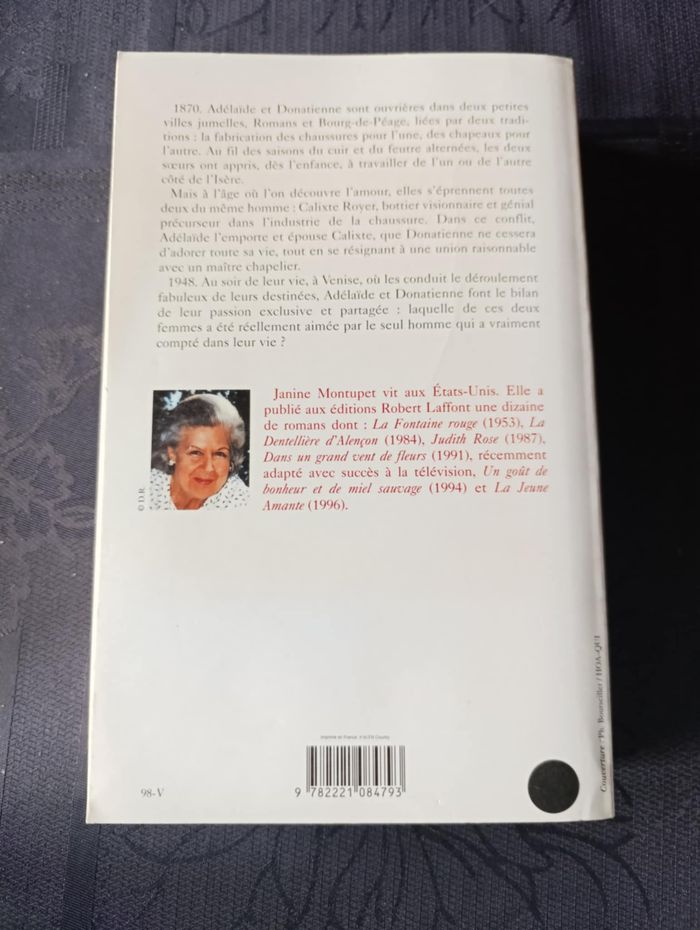 1870. Adélaïde et Donatienne sont ouvrières dans deux petites
villes jumelles, Romans et Bourg-de-Péage, liées par deux tradi-
tions : la fabrication des chaussures pour l'une, des chapeaux pour
l'autre. Au fil des saisons du cuir et du feutre alternées, les deux
sœurs ont appris, dès l'enfance, à travailler de l'un ou de l'autre
côté de l'Isère.
Mais à l'âge où l'on découvre l'amour, elles s'éprennent toutes
deux du même homme : Calixte Royer, bottier visionnaire et génial
précurseur dans l'industrie de la chaussure. Dans ce conflit,
Adélaïde l'emporte et épouse Calixte, que Donatienne ne cessera
d'adorer toute sa vie, tout en se résignant à une union raisonnable
avec un maître chapelier.
1948. Au soir de leur vie, à Venise, où les conduit le déroulement
fabuleux de leurs destinées, Adélaïde et Donatienne font le bilan
de leur passion exclusive et partagée : laquelle de ces deux
femmes a été réellement aimée par le seul homme qui a vraiment
compté dans leur vie ?
Janine Montupet vit aux États-Unis. Elle a
publié aux éditions Robert Laffont une dizaine
de romans dont : La Fontaine rouge (1953), La
Dentellière d'Alençon (1984), Judith Rose (1987),
Dans un grand vent de fleurs (1991), récemment
adapté avec succès à la télévision, Un goût de
bonheur et de miel sauvage (1994) et La Jeune
Amante (1996).
© D.R.
Imprimé en France
98-V
9 782221 084793
Couverture : Ph. Bourseiller / HOA-QUI